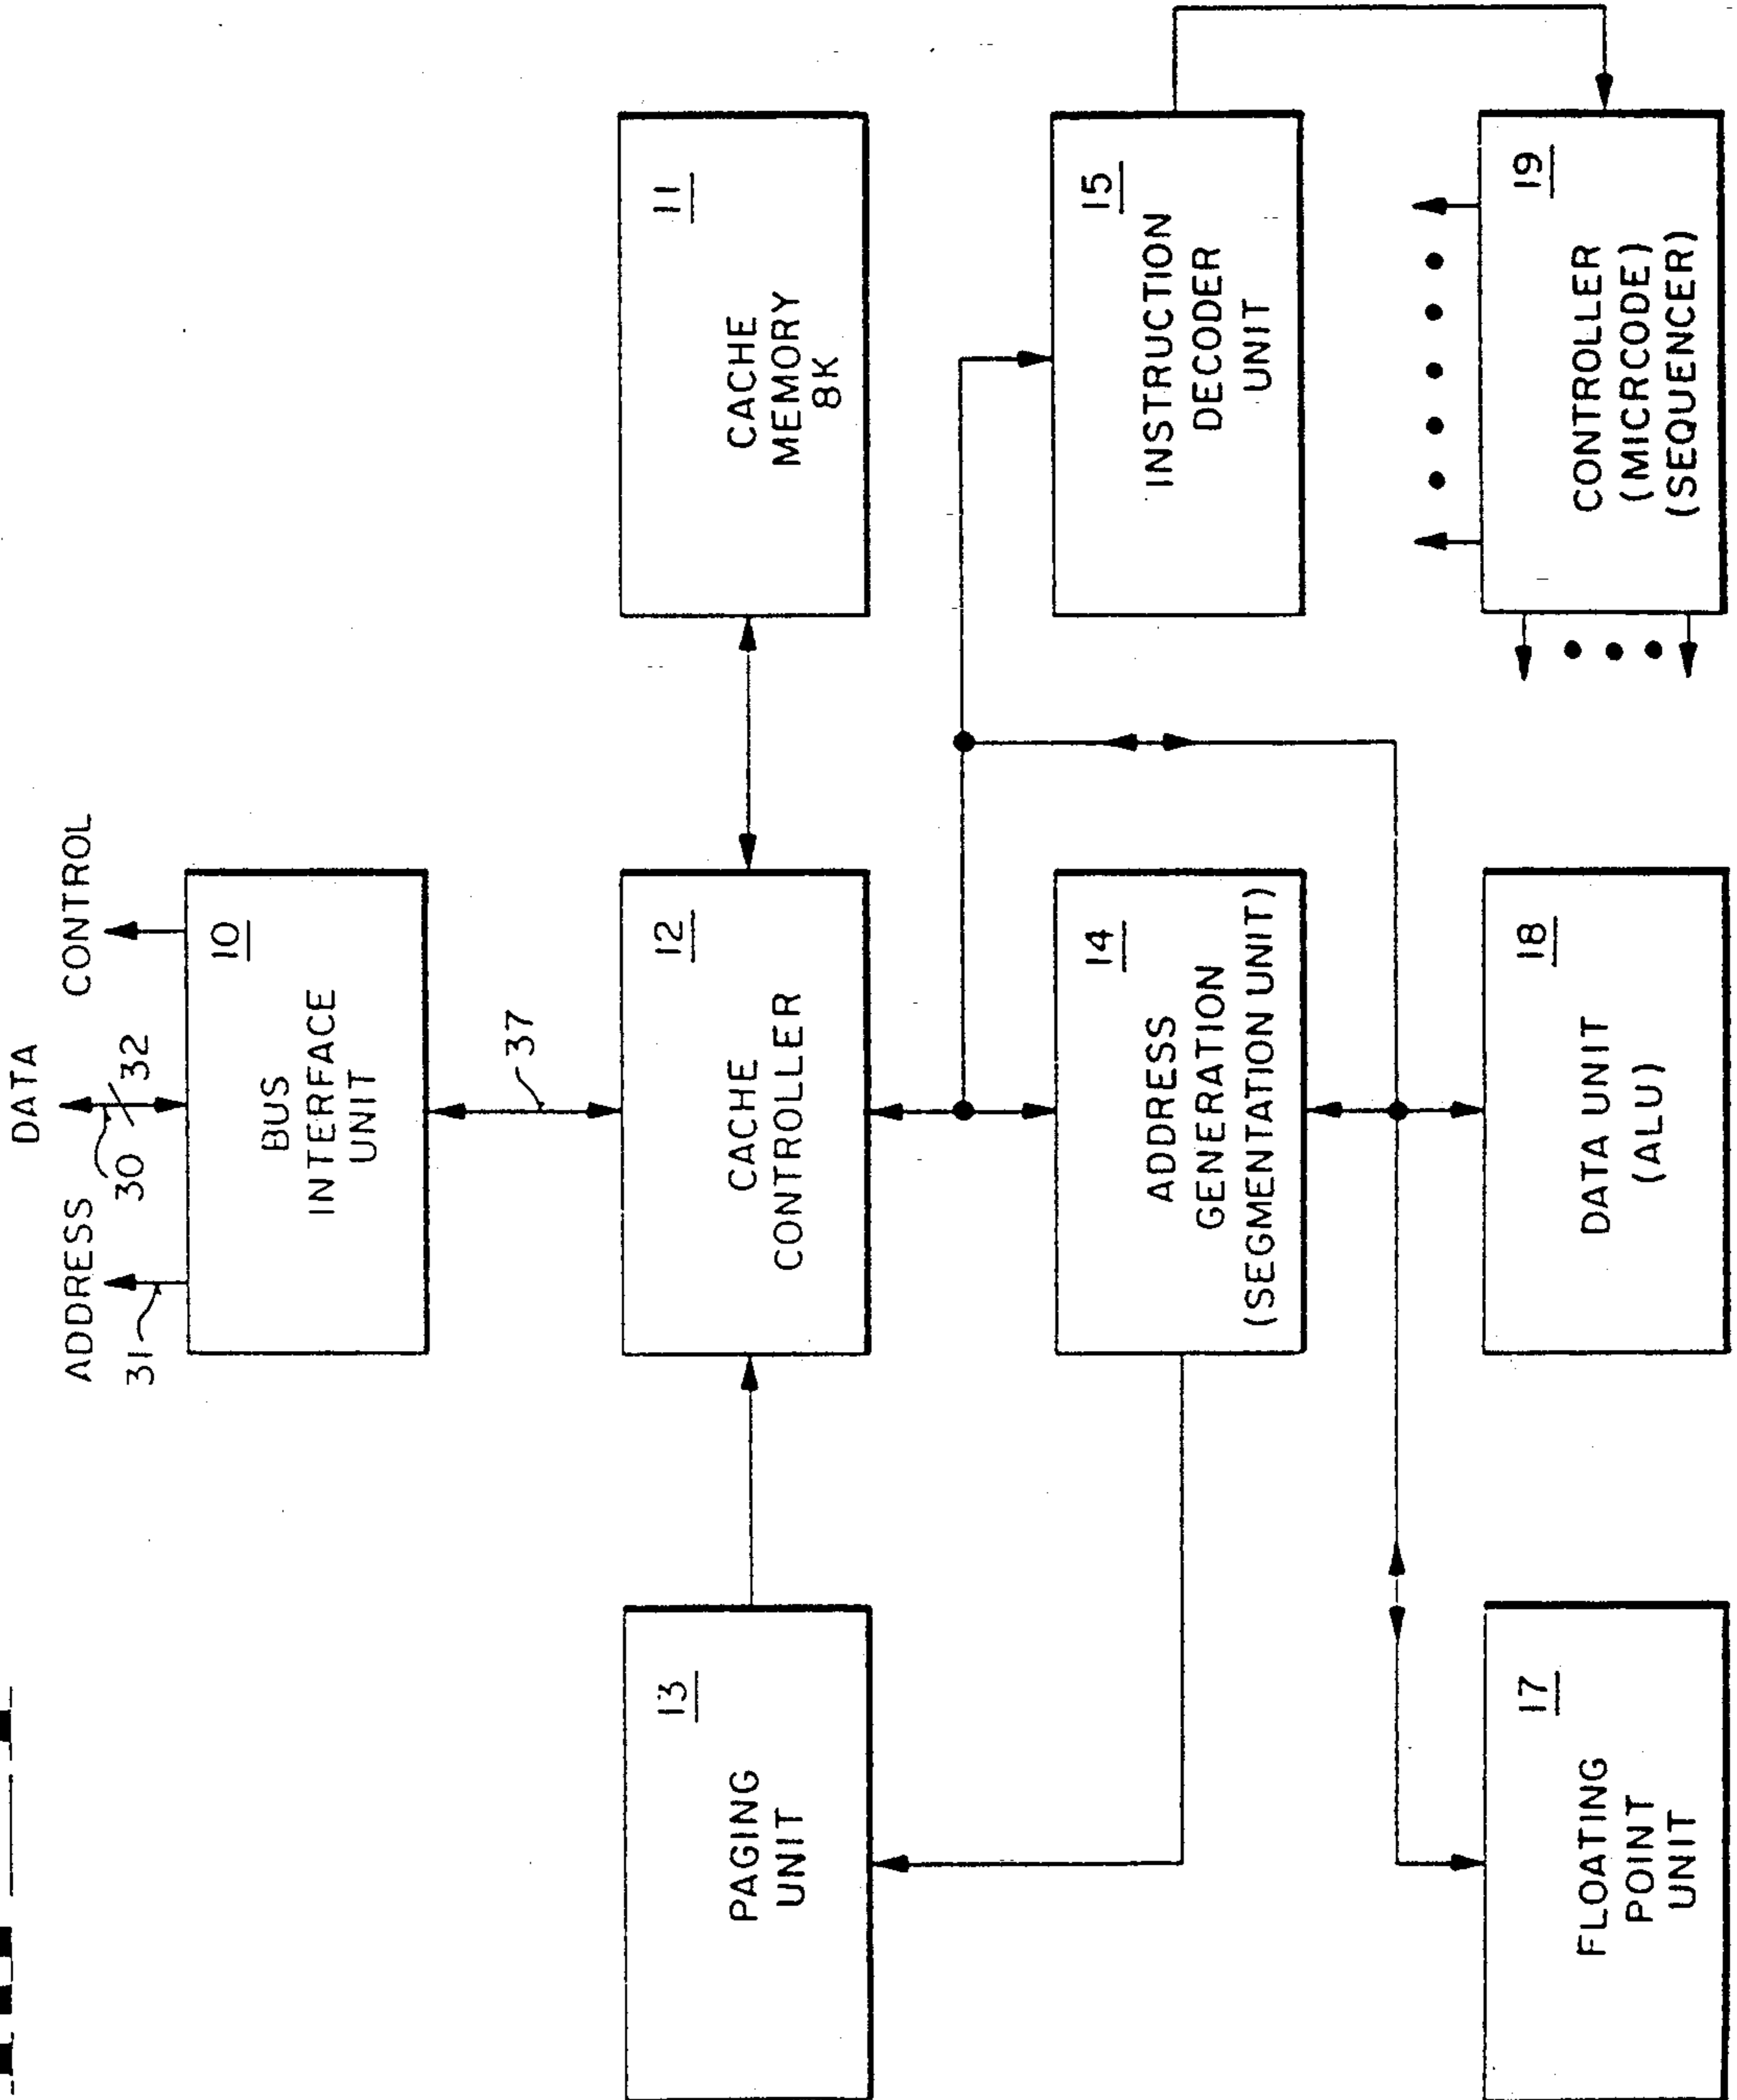 DATA
ADDRESS
CONTROL
31
30
32
10
BUS
INTERFACE
UNIT
37
13
PAGING
UNIT
12
CACHE
CONTROLLER
11
CACHE
MEMORY
8K
14
ADDRESS
GENERATION
(SEGMENTATION UNIT)
15
INSTRUCTION
DECODER
UNIT
17
FLOATING
POINT
UNIT
18
DATA UNIT
(ALU)
19
CONTROLLER
(MICRCODE)
(SEQUENCER)